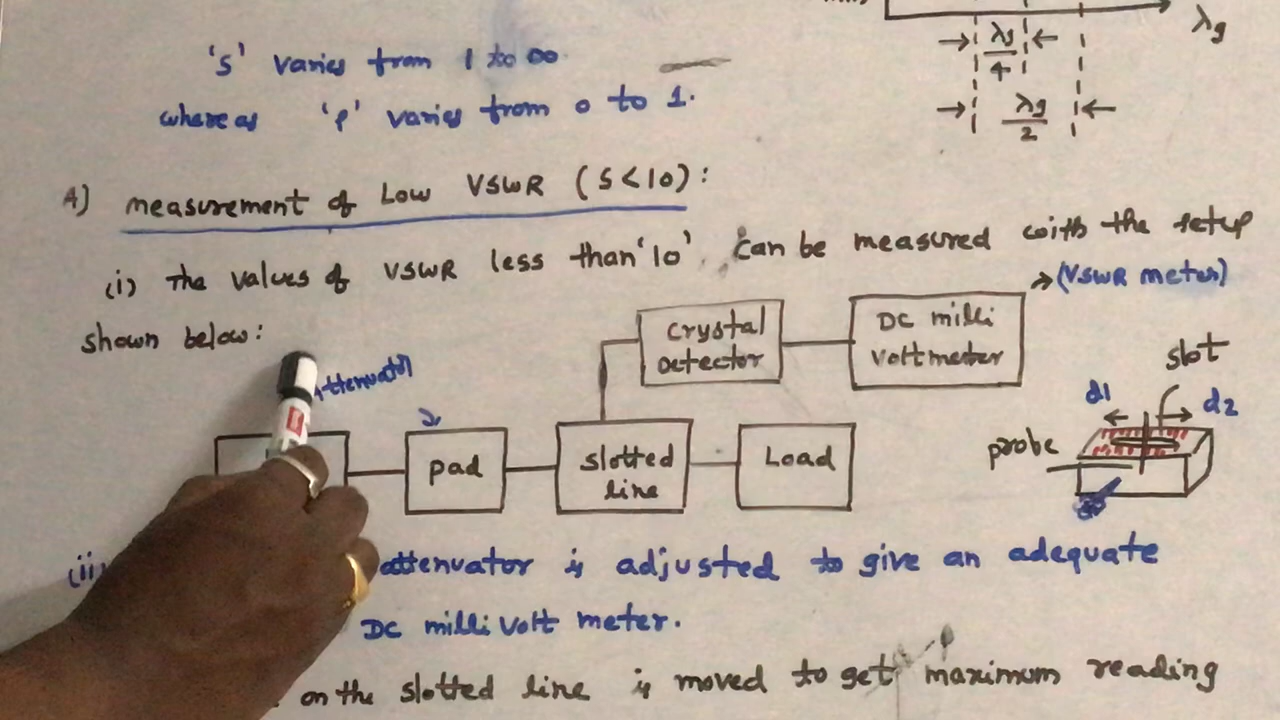 λg
λg/4
λg/2
's' varies from 1 to ∞
whereas 'ρ' varies from 0 to 1.
A) measurement of Low VSWR (S<10):
(i) the values of VSWR less than '10' can be measured with the setup
→(VSWR meter)
shown below:
crystal detector
DC milli voltmeter
slot
attenuator
d1
d2
probe
pad
slotted line
Load
(ii) attenuator is adjusted to give an adequate
DC milli volt meter.
on the slotted line is moved to get maximum reading